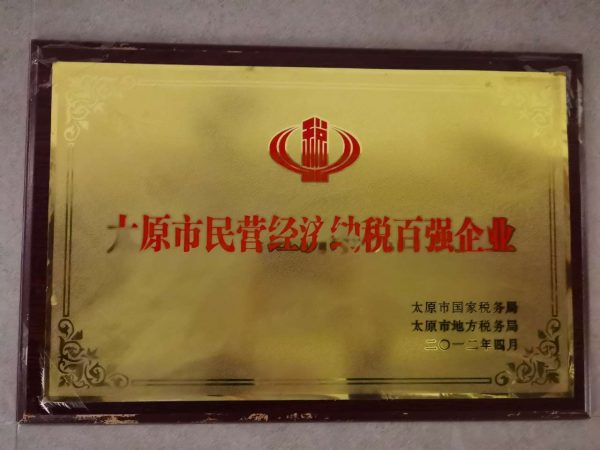 税
太原市民营经济纳税百强企业
太原市国家税务局
太原市地方税务局
二〇一二年四月